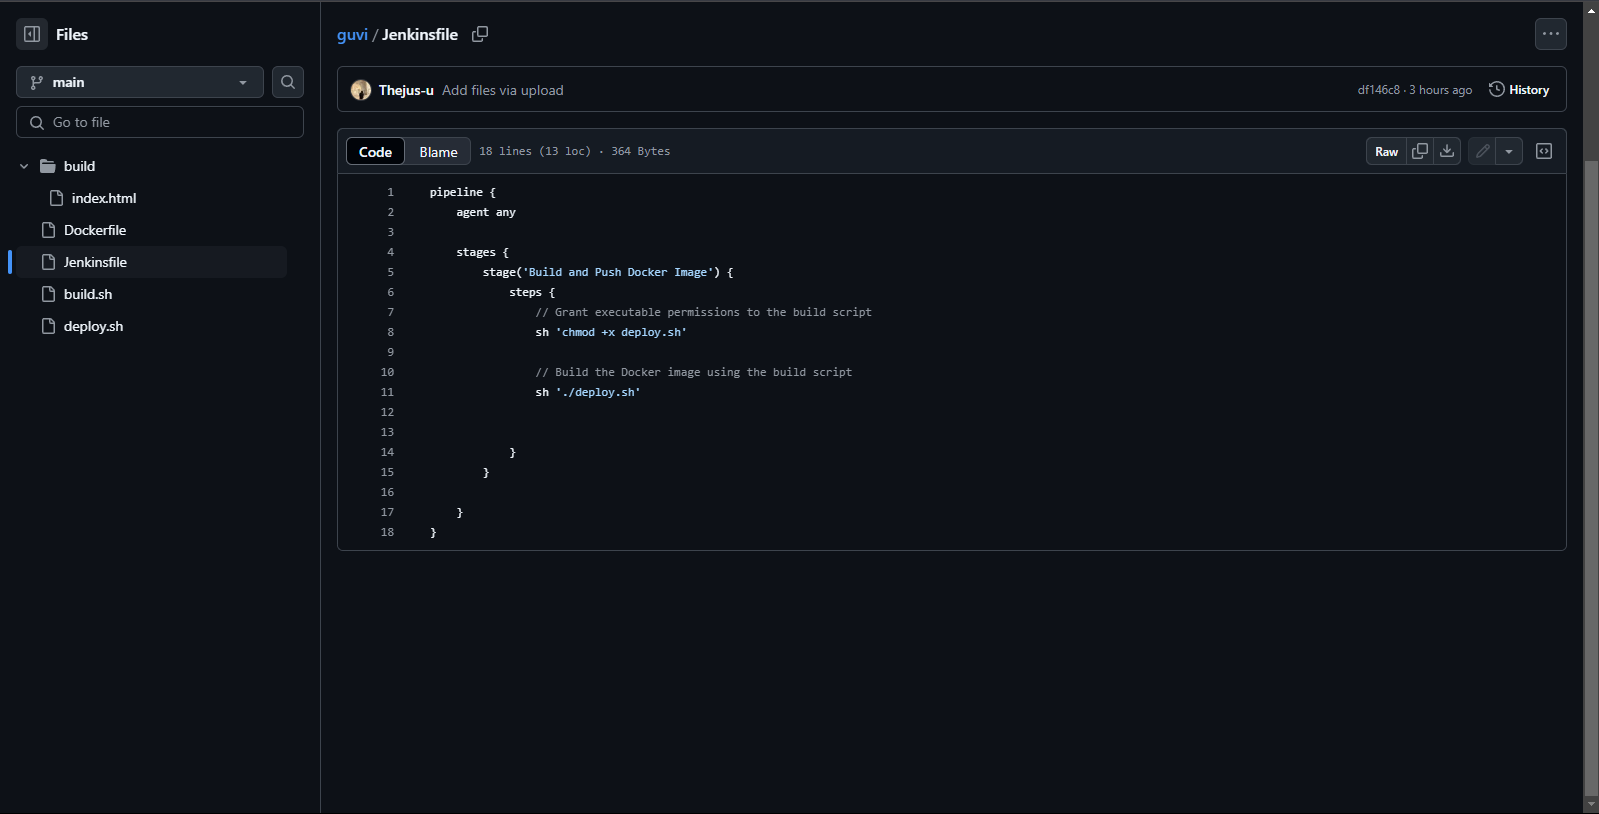 Files
main
Go to file
build
index.html
Dockerfile
Jenkinsfile
build.sh
deploy.sh
guvi / Jenkinsfile
Thejus-u Add files via upload
df146c8 · 3 hours ago History
Code Blame 18 lines (13 loc) · 364 Bytes Raw
1 pipeline {
2     agent any
3
4     stages {
5         stage('Build and Push Docker Image') {
6             steps {
7                 // Grant executable permissions to the build script
8                 sh 'chmod +x deploy.sh'
9
10                 // Build the Docker image using the build script
11                 sh './deploy.sh'
12
13
14             }
15         }
16
17     }
18 }